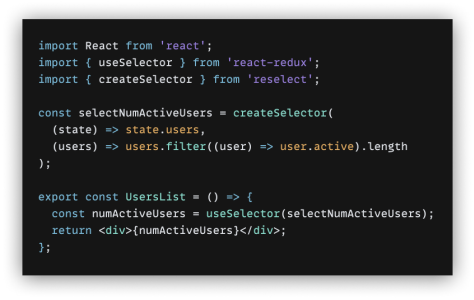 import React from 'react';
import { useSelector } from 'react-redux';
import { createSelector } from 'reselect';

const selectNumActiveUsers = createSelector(
  (state) => state.users,
  (users) => users.filter((user) => user.active).length
);

export const UsersList = () => {
  const numActiveUsers = useSelector(selectNumActiveUsers);
  return <div>{numActiveUsers}</div>;
};